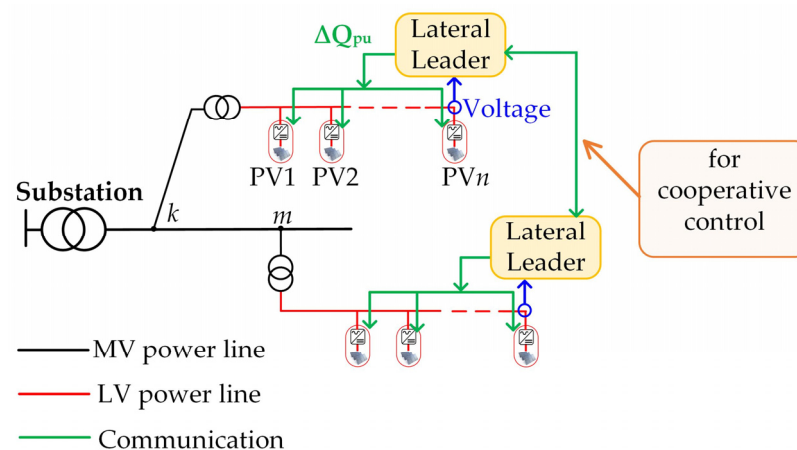 ΔQpu
Lateral
Leader
Voltage
PV1
PV2
PVn
for
cooperative
control
Substation
k
m
Lateral
Leader
MV power line
LV power line
Communication